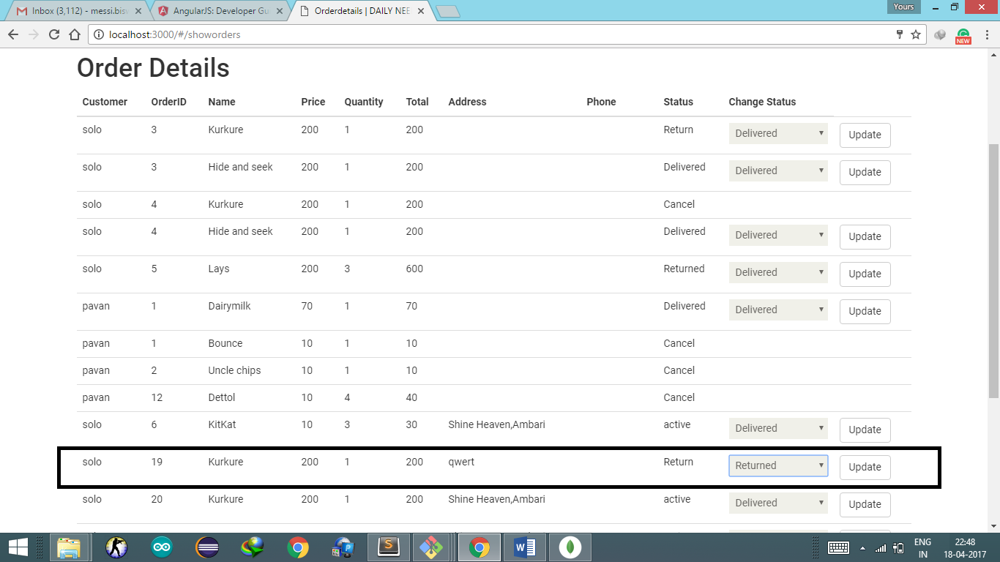 Inbox (3,112) - messi.bis
AngularJS: Developer Gu
Orderdetails | DAILY NEE
Yours
localhost:3000/#/showorders
NEW
Order Details
Customer OrderID Name Price Quantity Total Address Phone Status Change Status
solo 3 Kurkure 200 1 200 Return Delivered Update
solo 3 Hide and seek 200 1 200 Delivered Delivered Update
solo 4 Kurkure 200 1 200 Cancel
solo 4 Hide and seek 200 1 200 Delivered Delivered Update
solo 5 Lays 200 3 600 Returned Delivered Update
pavan 1 Dairymilk 70 1 70 Delivered Delivered Update
pavan 1 Bounce 10 1 10 Cancel
pavan 2 Uncle chips 10 1 10 Cancel
pavan 12 Dettol 10 4 40 Cancel
solo 6 KitKat 10 3 30 Shine Heaven,Ambari active Delivered Update
solo 19 Kurkure 200 1 200 qwert Return Returned Update
solo 20 Kurkure 200 1 200 Shine Heaven,Ambari active Delivered Update
ENG 22:48
IN 18-04-2017